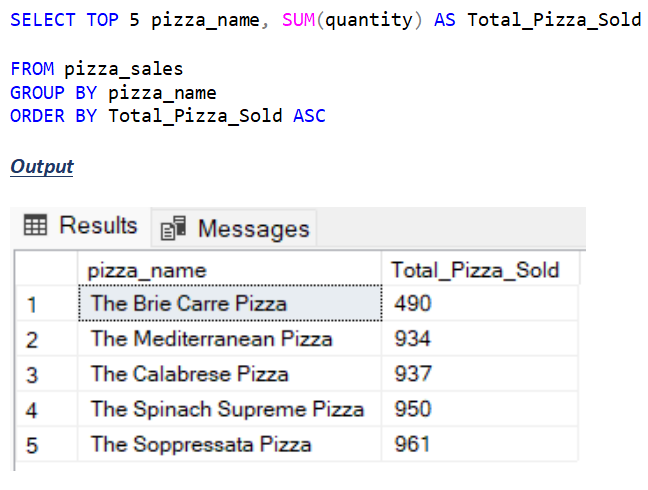 SELECT TOP 5 pizza_name, SUM(quantity) AS Total_Pizza_Sold
FROM pizza_sales
GROUP BY pizza_name
ORDER BY Total_Pizza_Sold ASC
Output
Results Messages
pizza_name Total_Pizza_Sold
1 The Brie Carre Pizza 490
2 The Mediterranean Pizza 934
3 The Calabrese Pizza 937
4 The Spinach Supreme Pizza 950
5 The Soppressata Pizza 961